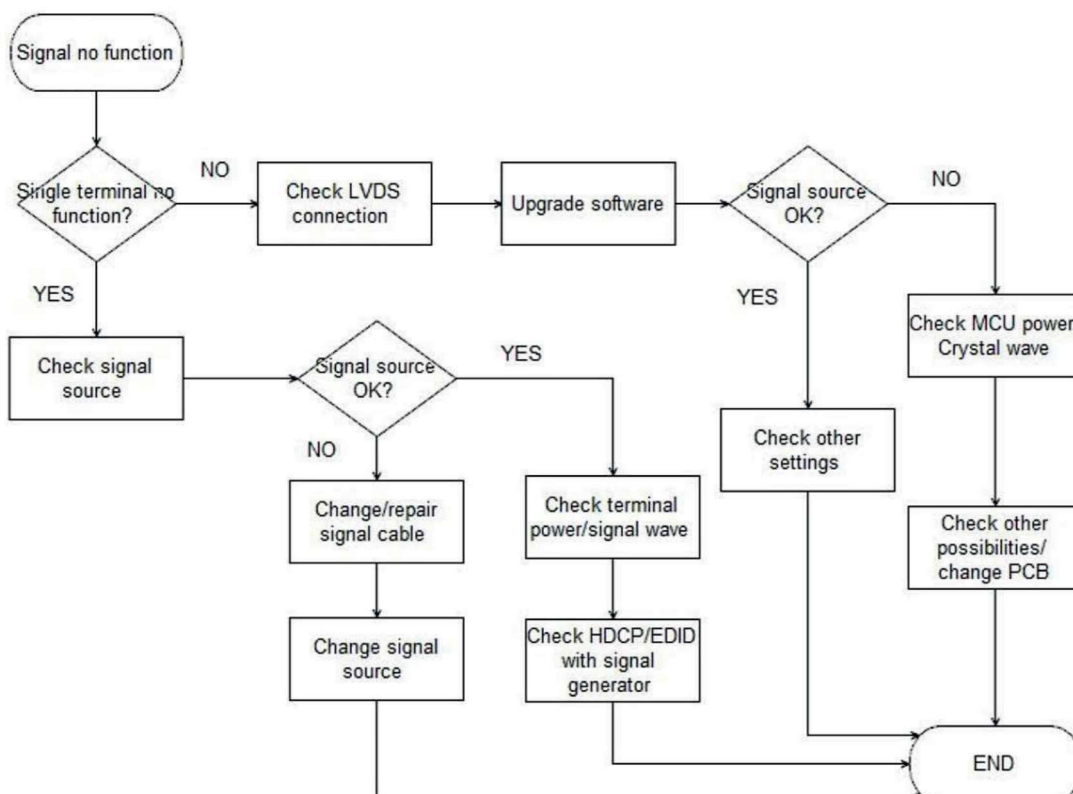 Signal no function
Single terminal no
function?
NO
Check LVDS
connection
Upgrade software
Signal source
OK?
NO
YES
YES
Check MCU power
Crystal wave
Check signal
source
Signal source
OK?
YES
NO
Check other
settings
Change/repair
signal cable
Check terminal
power/signal wave
Check other
possibilities/
change PCB
Change signal
source
Check HDCP/EDID
with signal
generator
END